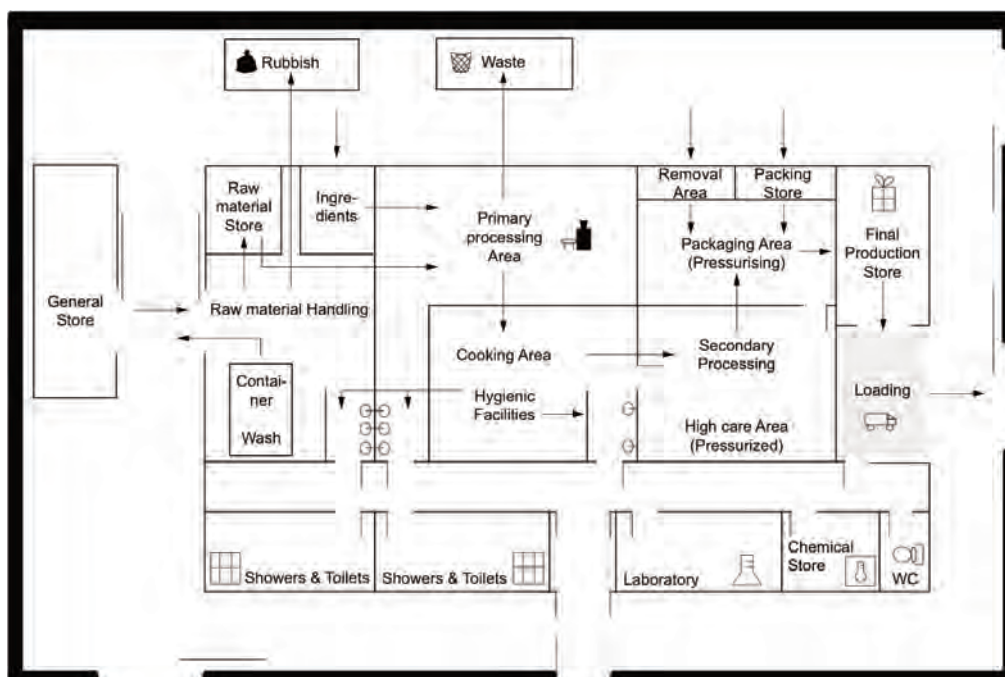 Rubbish
Waste
Raw
material
Store
Ingre-
dients
Primary
processing
Area
Removal
Area
Packing
Store
Packaging Area
(Pressurising)
Final
Production
Store
General
Store
Raw material Handling
Cooking Area
Secondary
Processing
Contai-
ner
Wash
Hygienic
Facilities
High care Area
(Pressurized)
Loading
Showers & Toilets
Showers & Toilets
Laboratory
Chemical
Store
WC